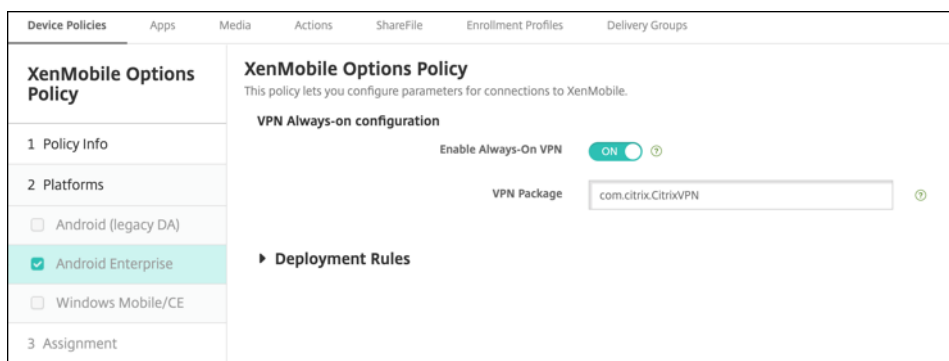 Device Policies Apps Media Actions ShareFile Enrollment Profiles Delivery Groups
XenMobile Options
Policy
1 Policy Info
2 Platforms
Android (legacy DA)
Android Enterprise
Windows Mobile/CE
3 Assignment
XenMobile Options Policy
This policy lets you configure parameters for connections to XenMobile.
VPN Always-on configuration
Enable Always-On VPN ON ?
VPN Package com.citrix.CitrixVPN ?
Deployment Rules